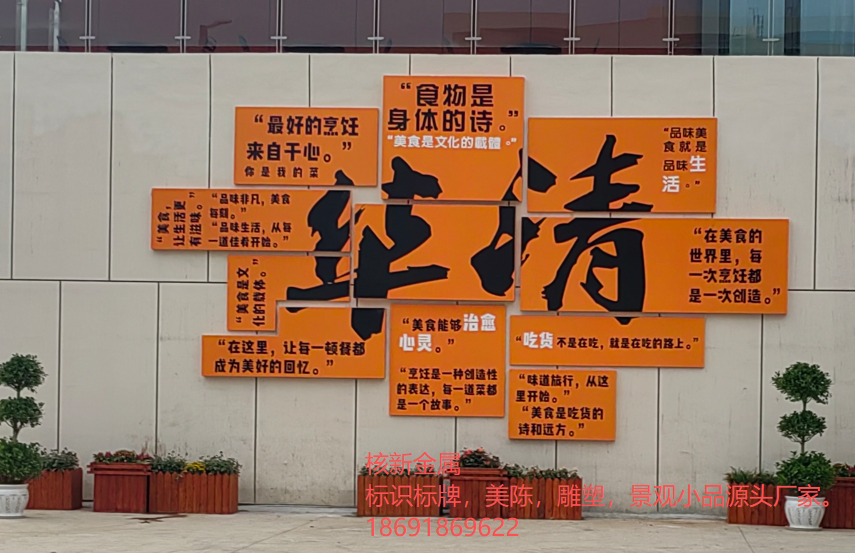 “食物是
身体的诗。”
“美食是文化的載體。”
“最好的烹饪
来自于心。”
你是我的菜
“品味美
食就是
品味生
活。”
“美食，
让生活更
有滋味。”
“品味非凡，美食
“品味生活，从每
一道佳肴开始。”
华清
“在美食的
世界里，每
一次烹饪都
是一次创造。”
“美食是文
化的载体。”
“在这里，让每一顿餐都
成为美好的回忆。”
“美食能够治愈
心灵。”
“烹饪是一种创造性
的表达，每一道菜都
是一个故事。”
“吃货不是在吃，就是在吃的路上。”
“味道旅行，从这
里开始。”
“美食是吃货的
诗和远方。”
核新金属
标识标牌，美陈，雕塑，景观小品源头厂家。
18691869622